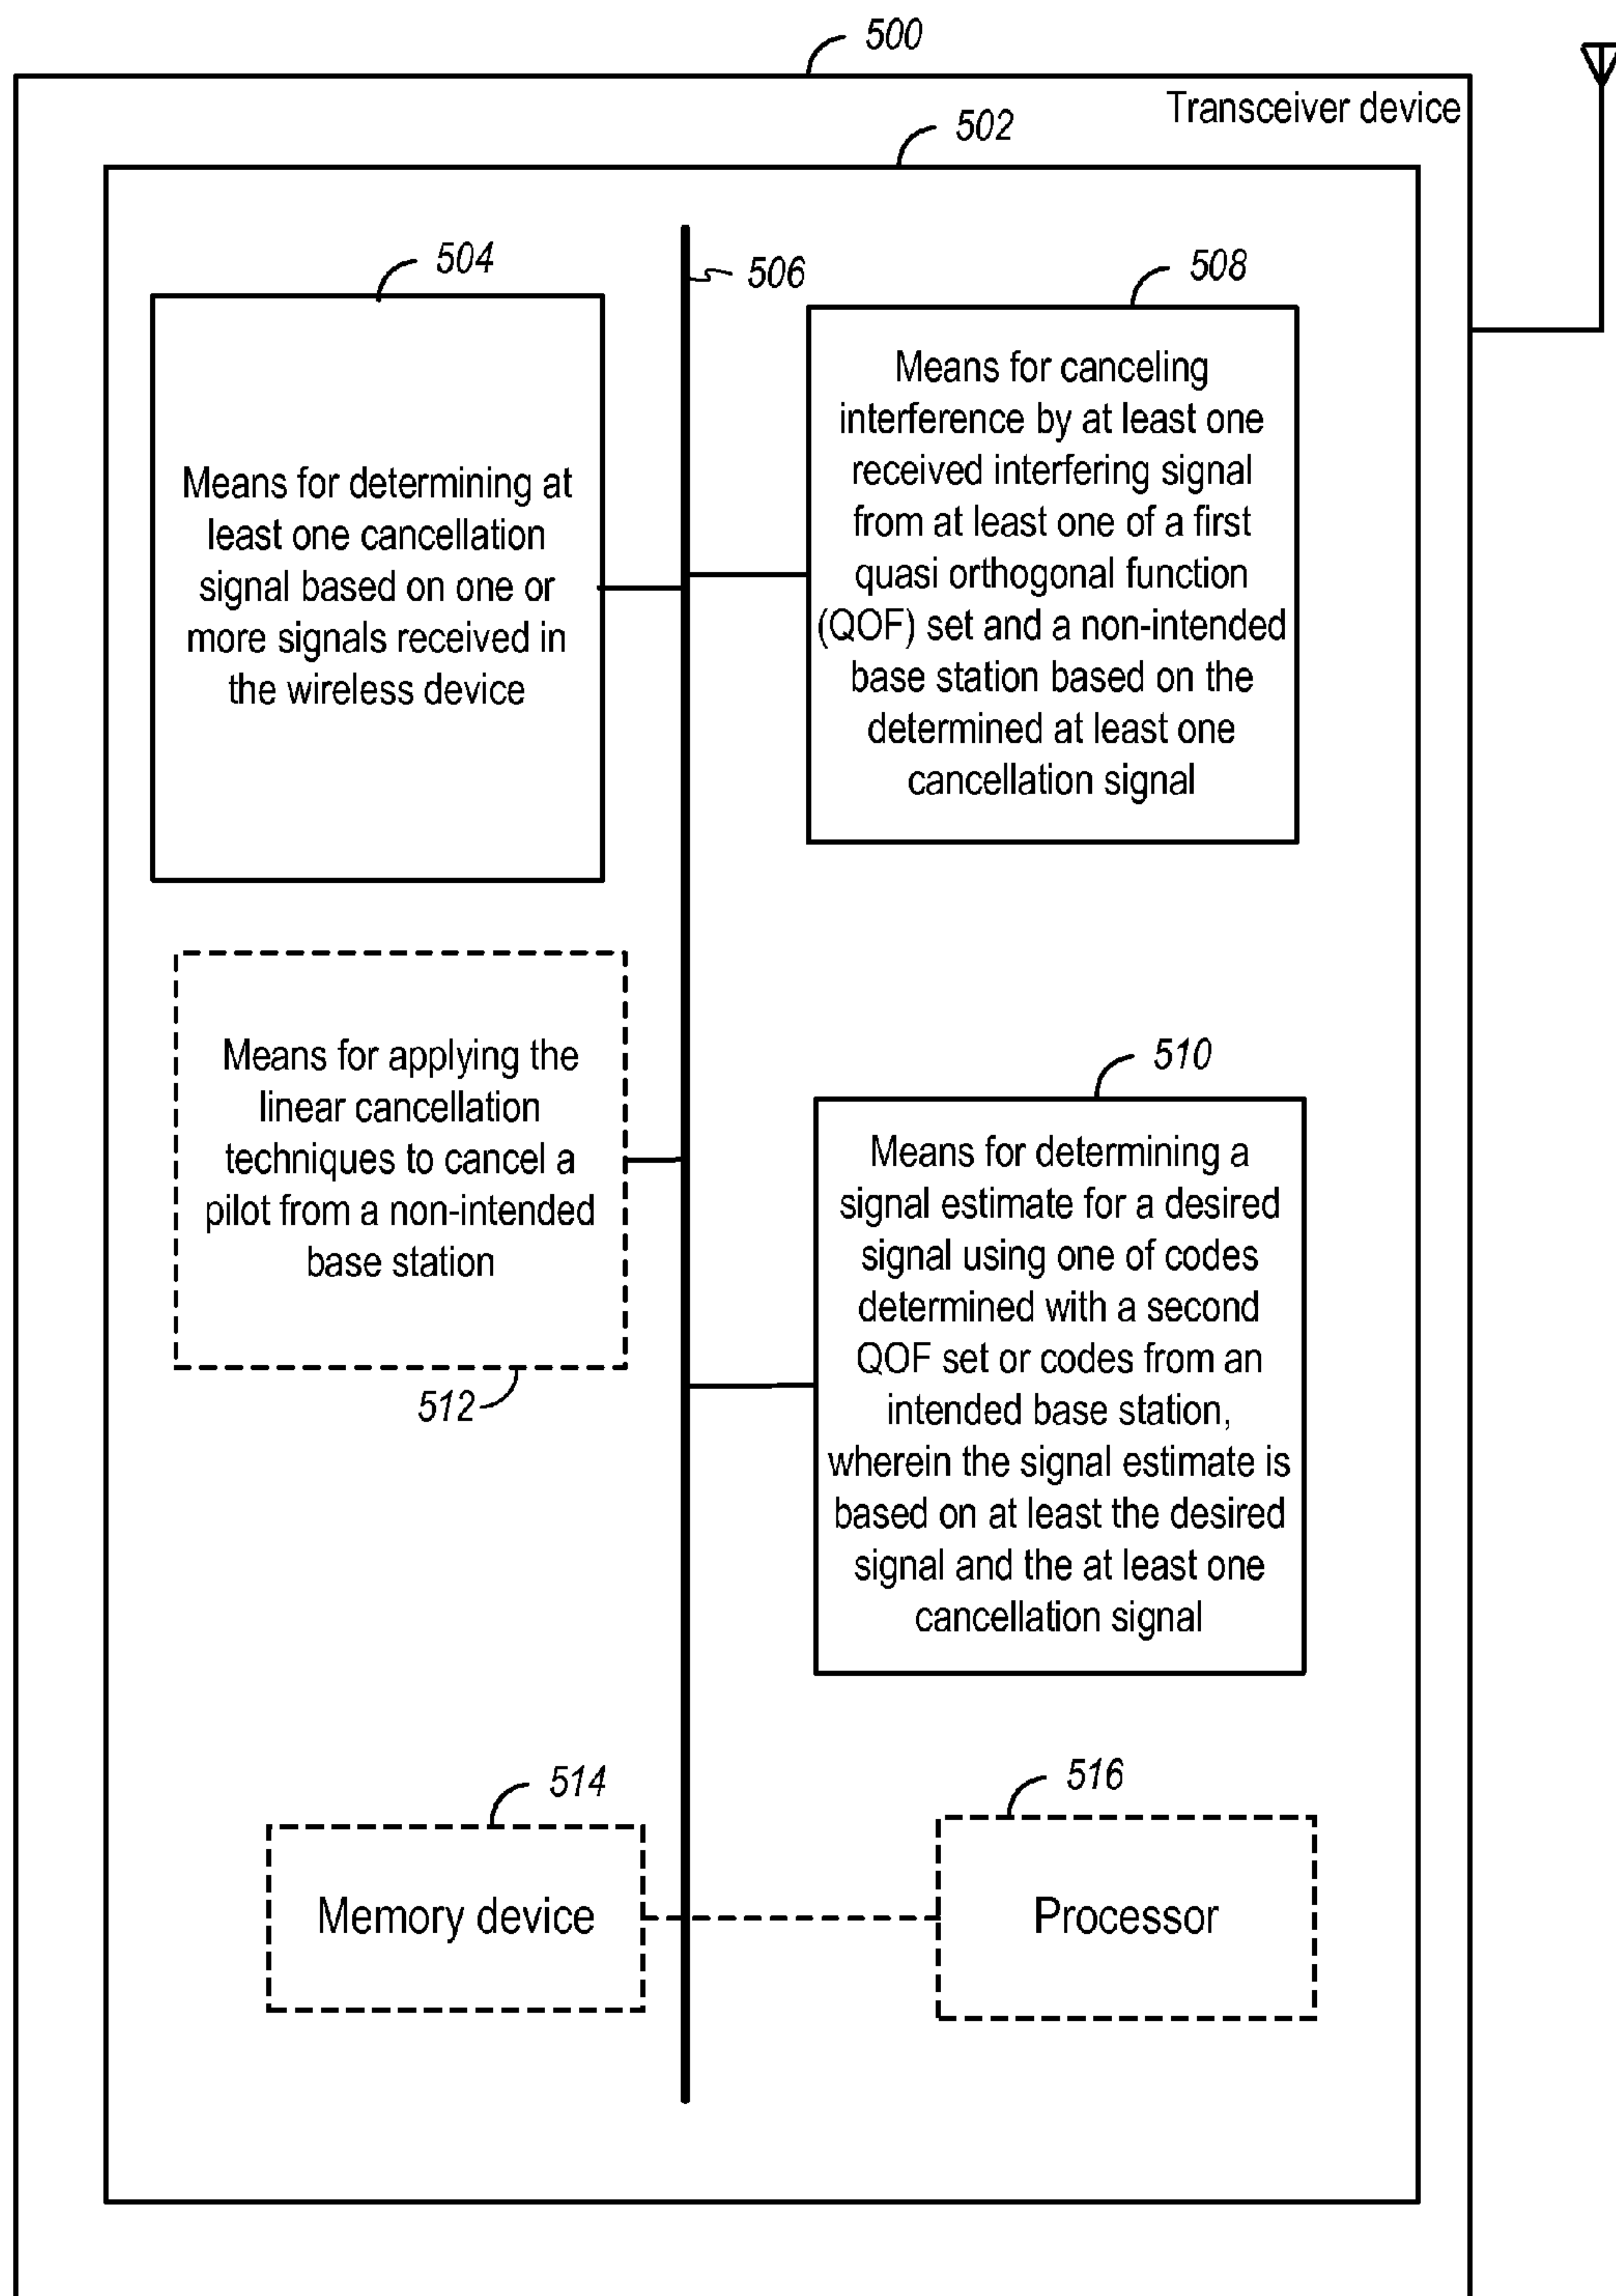 500
Transceiver device
502
504
506
508
Means for determining at
least one cancellation
signal based on one or
more signals received in
the wireless device
Means for canceling
interference by at least one
received interfering signal
from at least one of a first
quasi orthogonal function
(QOF) set and a non-intended
base station based on the
determined at least one
cancellation signal
Means for applying the
linear cancellation
techniques to cancel a
pilot from a non-intended
base station
512
510
Means for determining a
signal estimate for a desired
signal using one of codes
determined with a second
QOF set or codes from an
intended base station,
wherein the signal estimate is
based on at least the desired
signal and the at least one
cancellation signal
514
Memory device
516
Processor